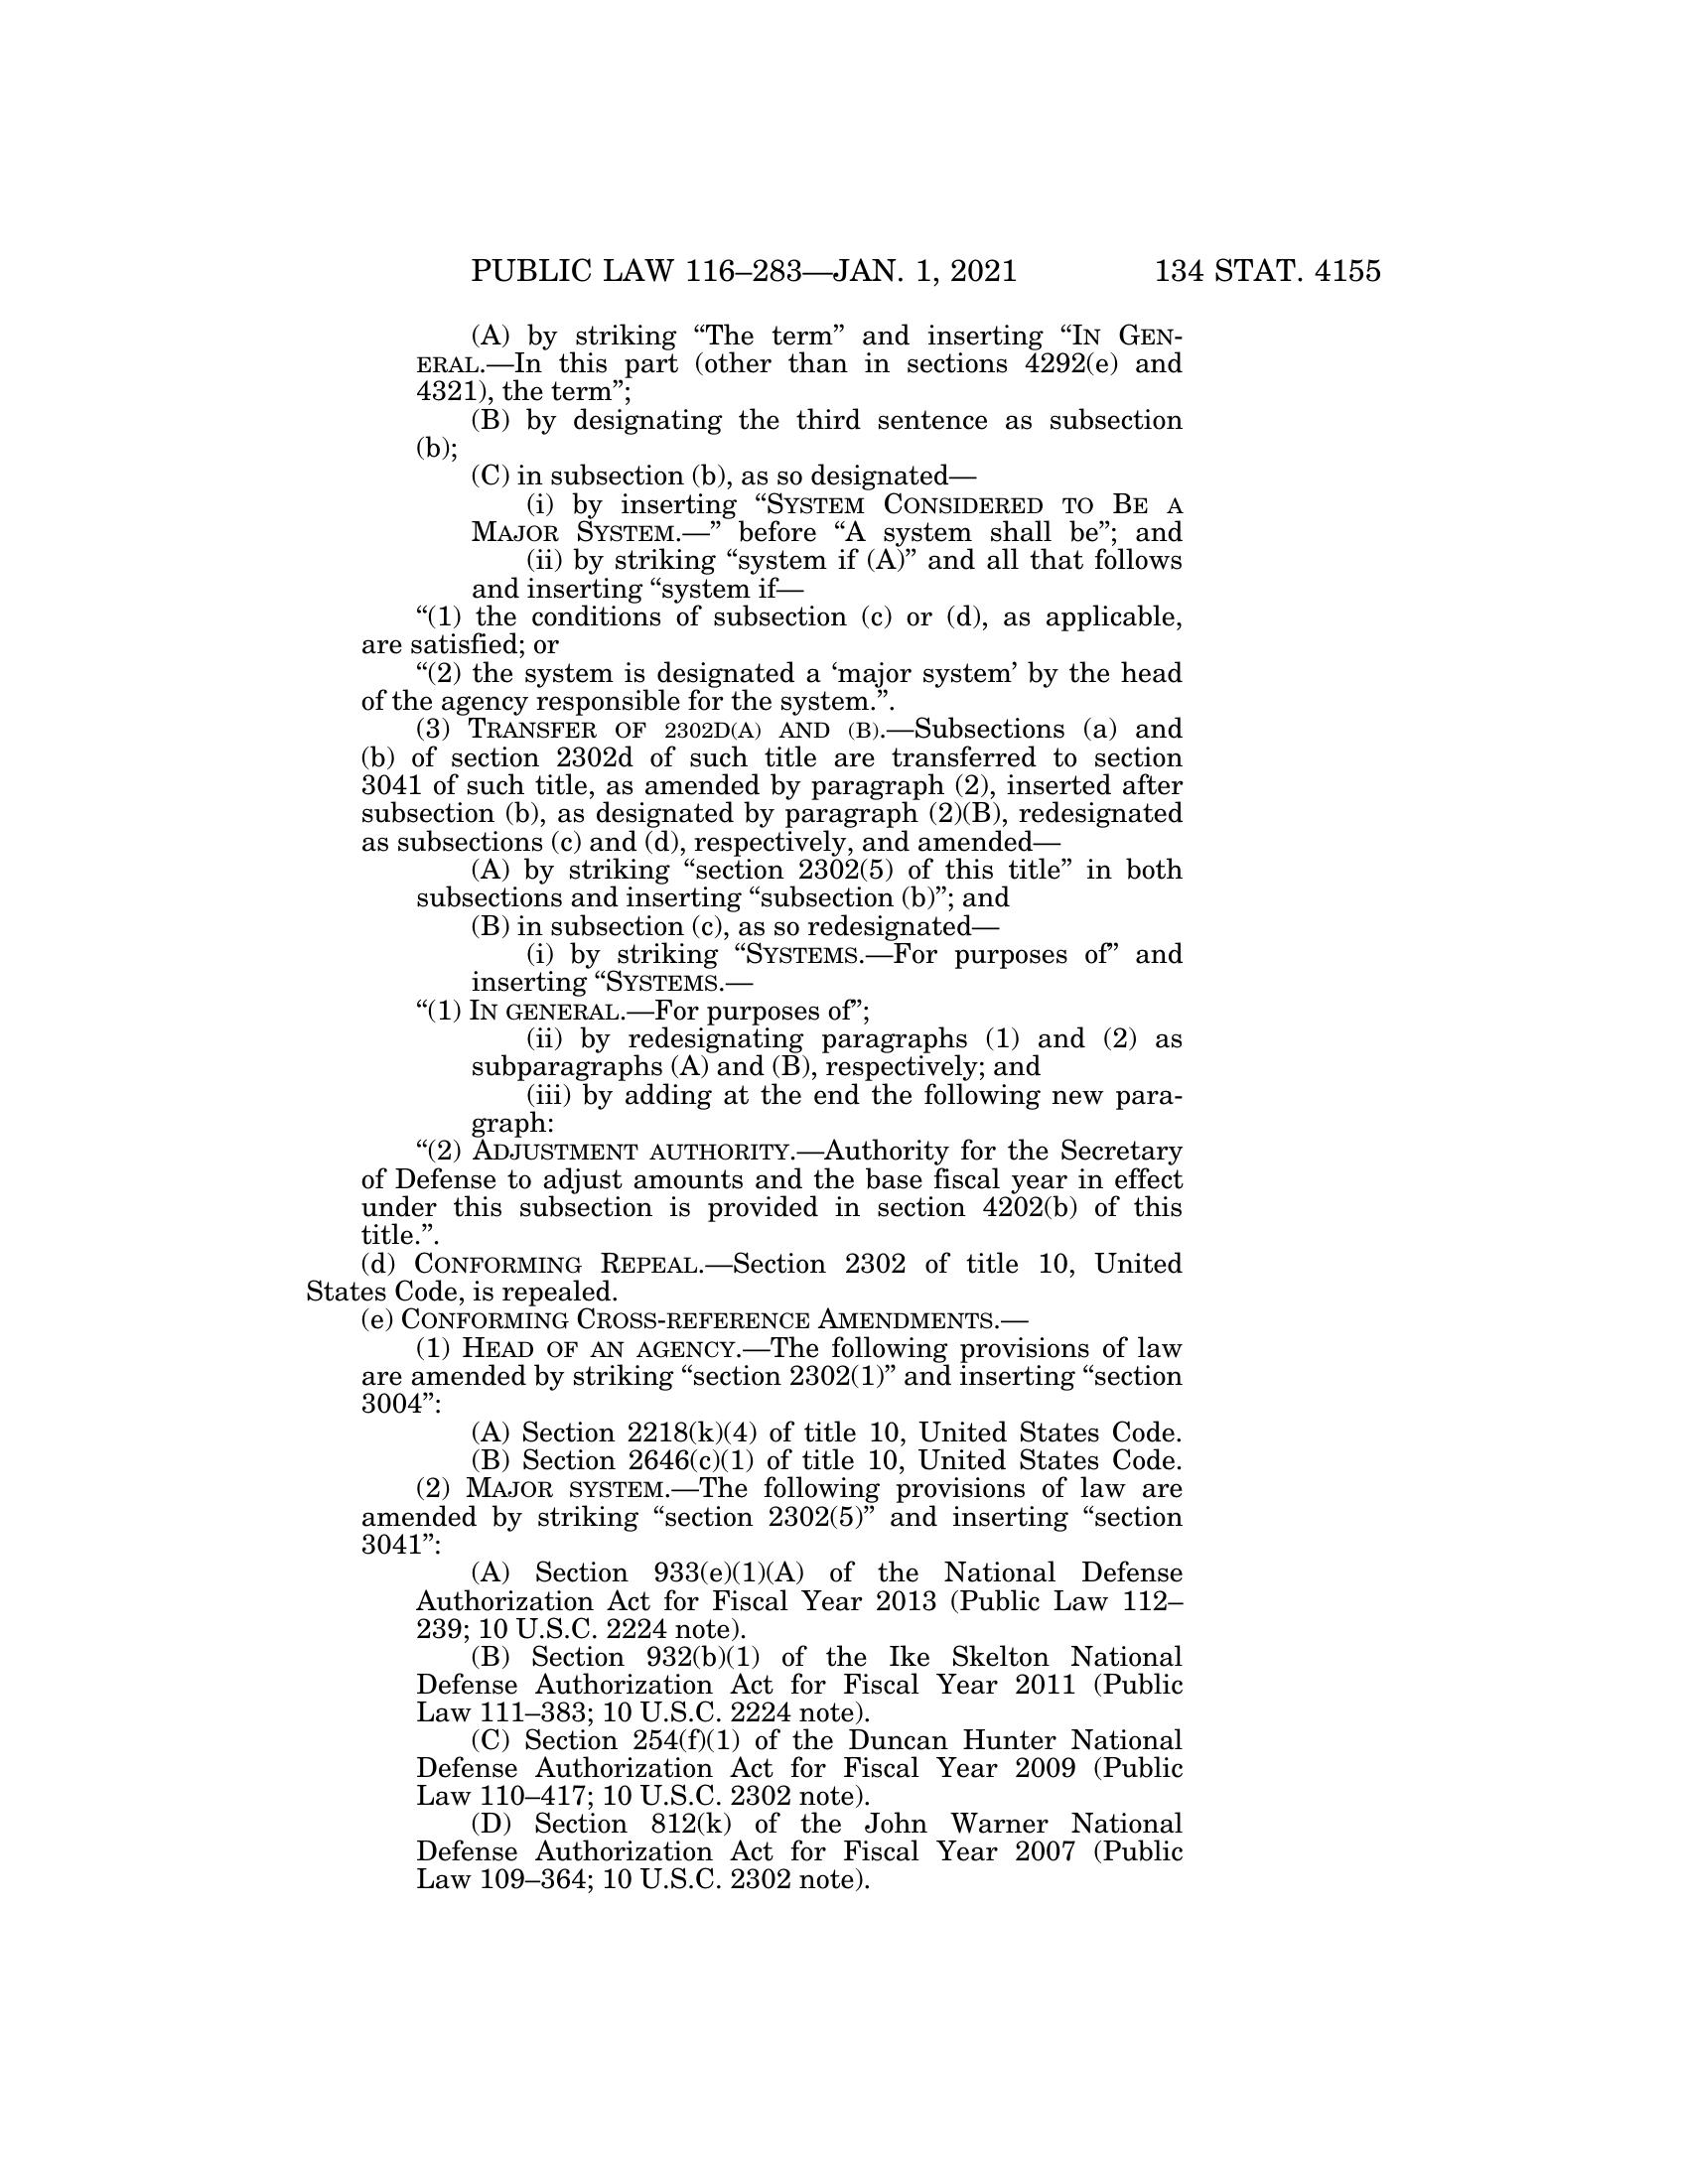 PUBLIC LAW 116–283—JAN. 1, 2021 134 STAT. 4155
(A) by striking “The term” and inserting “IN GEN-
ERAL.—In this part (other than in sections 4292(e) and
4321), the term”;
(B) by designating the third sentence as subsection
(b);
(C) in subsection (b), as so designated—
(i) by inserting “SYSTEM CONSIDERED TO BE A
MAJOR SYSTEM.—” before “A system shall be”; and
(ii) by striking “system if (A)” and all that follows
and inserting “system if—
“(1) the conditions of subsection (c) or (d), as applicable,
are satisfied; or
“(2) the system is designated a ‘major system’ by the head
of the agency responsible for the system.”.
(3) TRANSFER OF 2302D(A) AND (B).—Subsections (a) and
(b) of section 2302d of such title are transferred to section
3041 of such title, as amended by paragraph (2), inserted after
subsection (b), as designated by paragraph (2)(B), redesignated
as subsections (c) and (d), respectively, and amended—
(A) by striking “section 2302(5) of this title” in both
subsections and inserting “subsection (b)”; and
(B) in subsection (c), as so redesignated—
(i) by striking “SYSTEMS.—For purposes of” and
inserting “SYSTEMS.—
“(1) IN GENERAL.—For purposes of”;
(ii) by redesignating paragraphs (1) and (2) as
subparagraphs (A) and (B), respectively; and
(iii) by adding at the end the following new para-
graph:
“(2) ADJUSTMENT AUTHORITY.—Authority for the Secretary
of Defense to adjust amounts and the base fiscal year in effect
under this subsection is provided in section 4202(b) of this
title.”.
(d) CONFORMING REPEAL.—Section 2302 of title 10, United
States Code, is repealed.
(e) CONFORMING CROSS-REFERENCE AMENDMENTS.—
(1) HEAD OF AN AGENCY.—The following provisions of law
are amended by striking “section 2302(1)” and inserting “section
3004”:
(A) Section 2218(k)(4) of title 10, United States Code.
(B) Section 2646(c)(1) of title 10, United States Code.
(2) MAJOR SYSTEM.—The following provisions of law are
amended by striking “section 2302(5)” and inserting “section
3041”:
(A) Section 933(e)(1)(A) of the National Defense
Authorization Act for Fiscal Year 2013 (Public Law 112–
239; 10 U.S.C. 2224 note).
(B) Section 932(b)(1) of the Ike Skelton National
Defense Authorization Act for Fiscal Year 2011 (Public
Law 111–383; 10 U.S.C. 2224 note).
(C) Section 254(f)(1) of the Duncan Hunter National
Defense Authorization Act for Fiscal Year 2009 (Public
Law 110–417; 10 U.S.C. 2302 note).
(D) Section 812(k) of the John Warner National
Defense Authorization Act for Fiscal Year 2007 (Public
Law 109–364; 10 U.S.C. 2302 note).